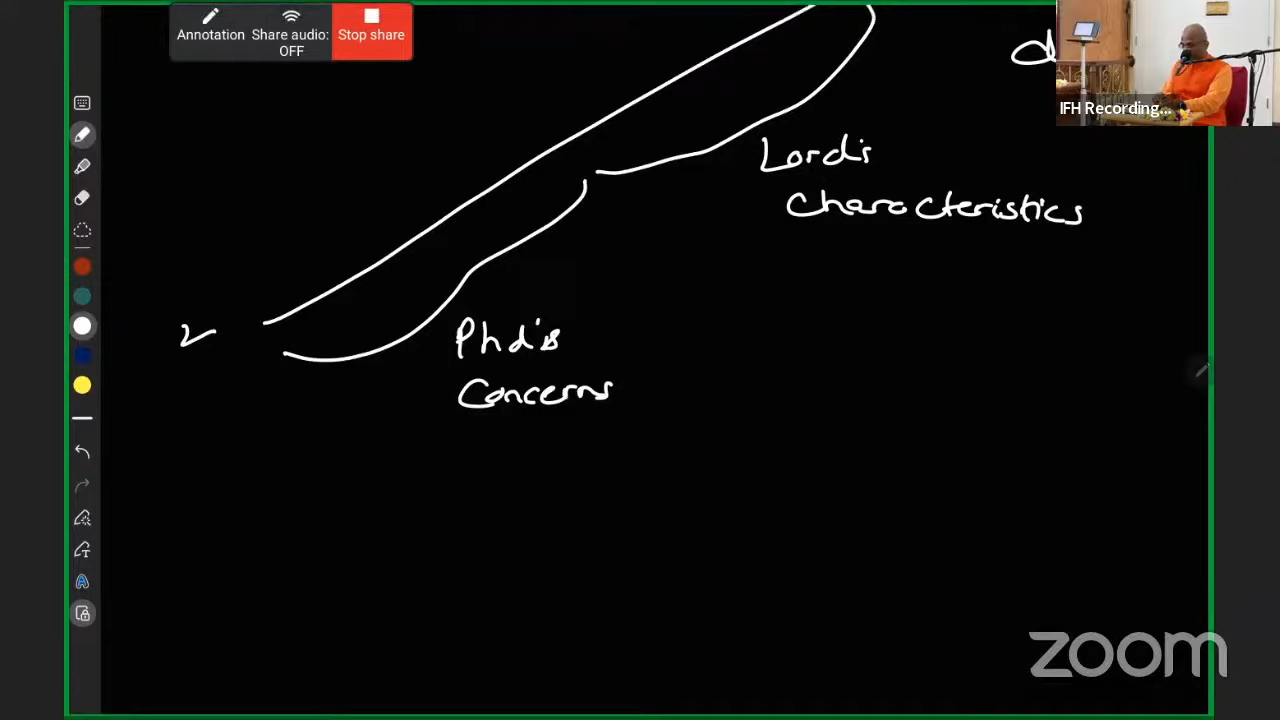 Annotation
Share audio:
OFF
Stop share
IFH Recording...
Lord's
Characteristics
Phd's
Concerns
zoom